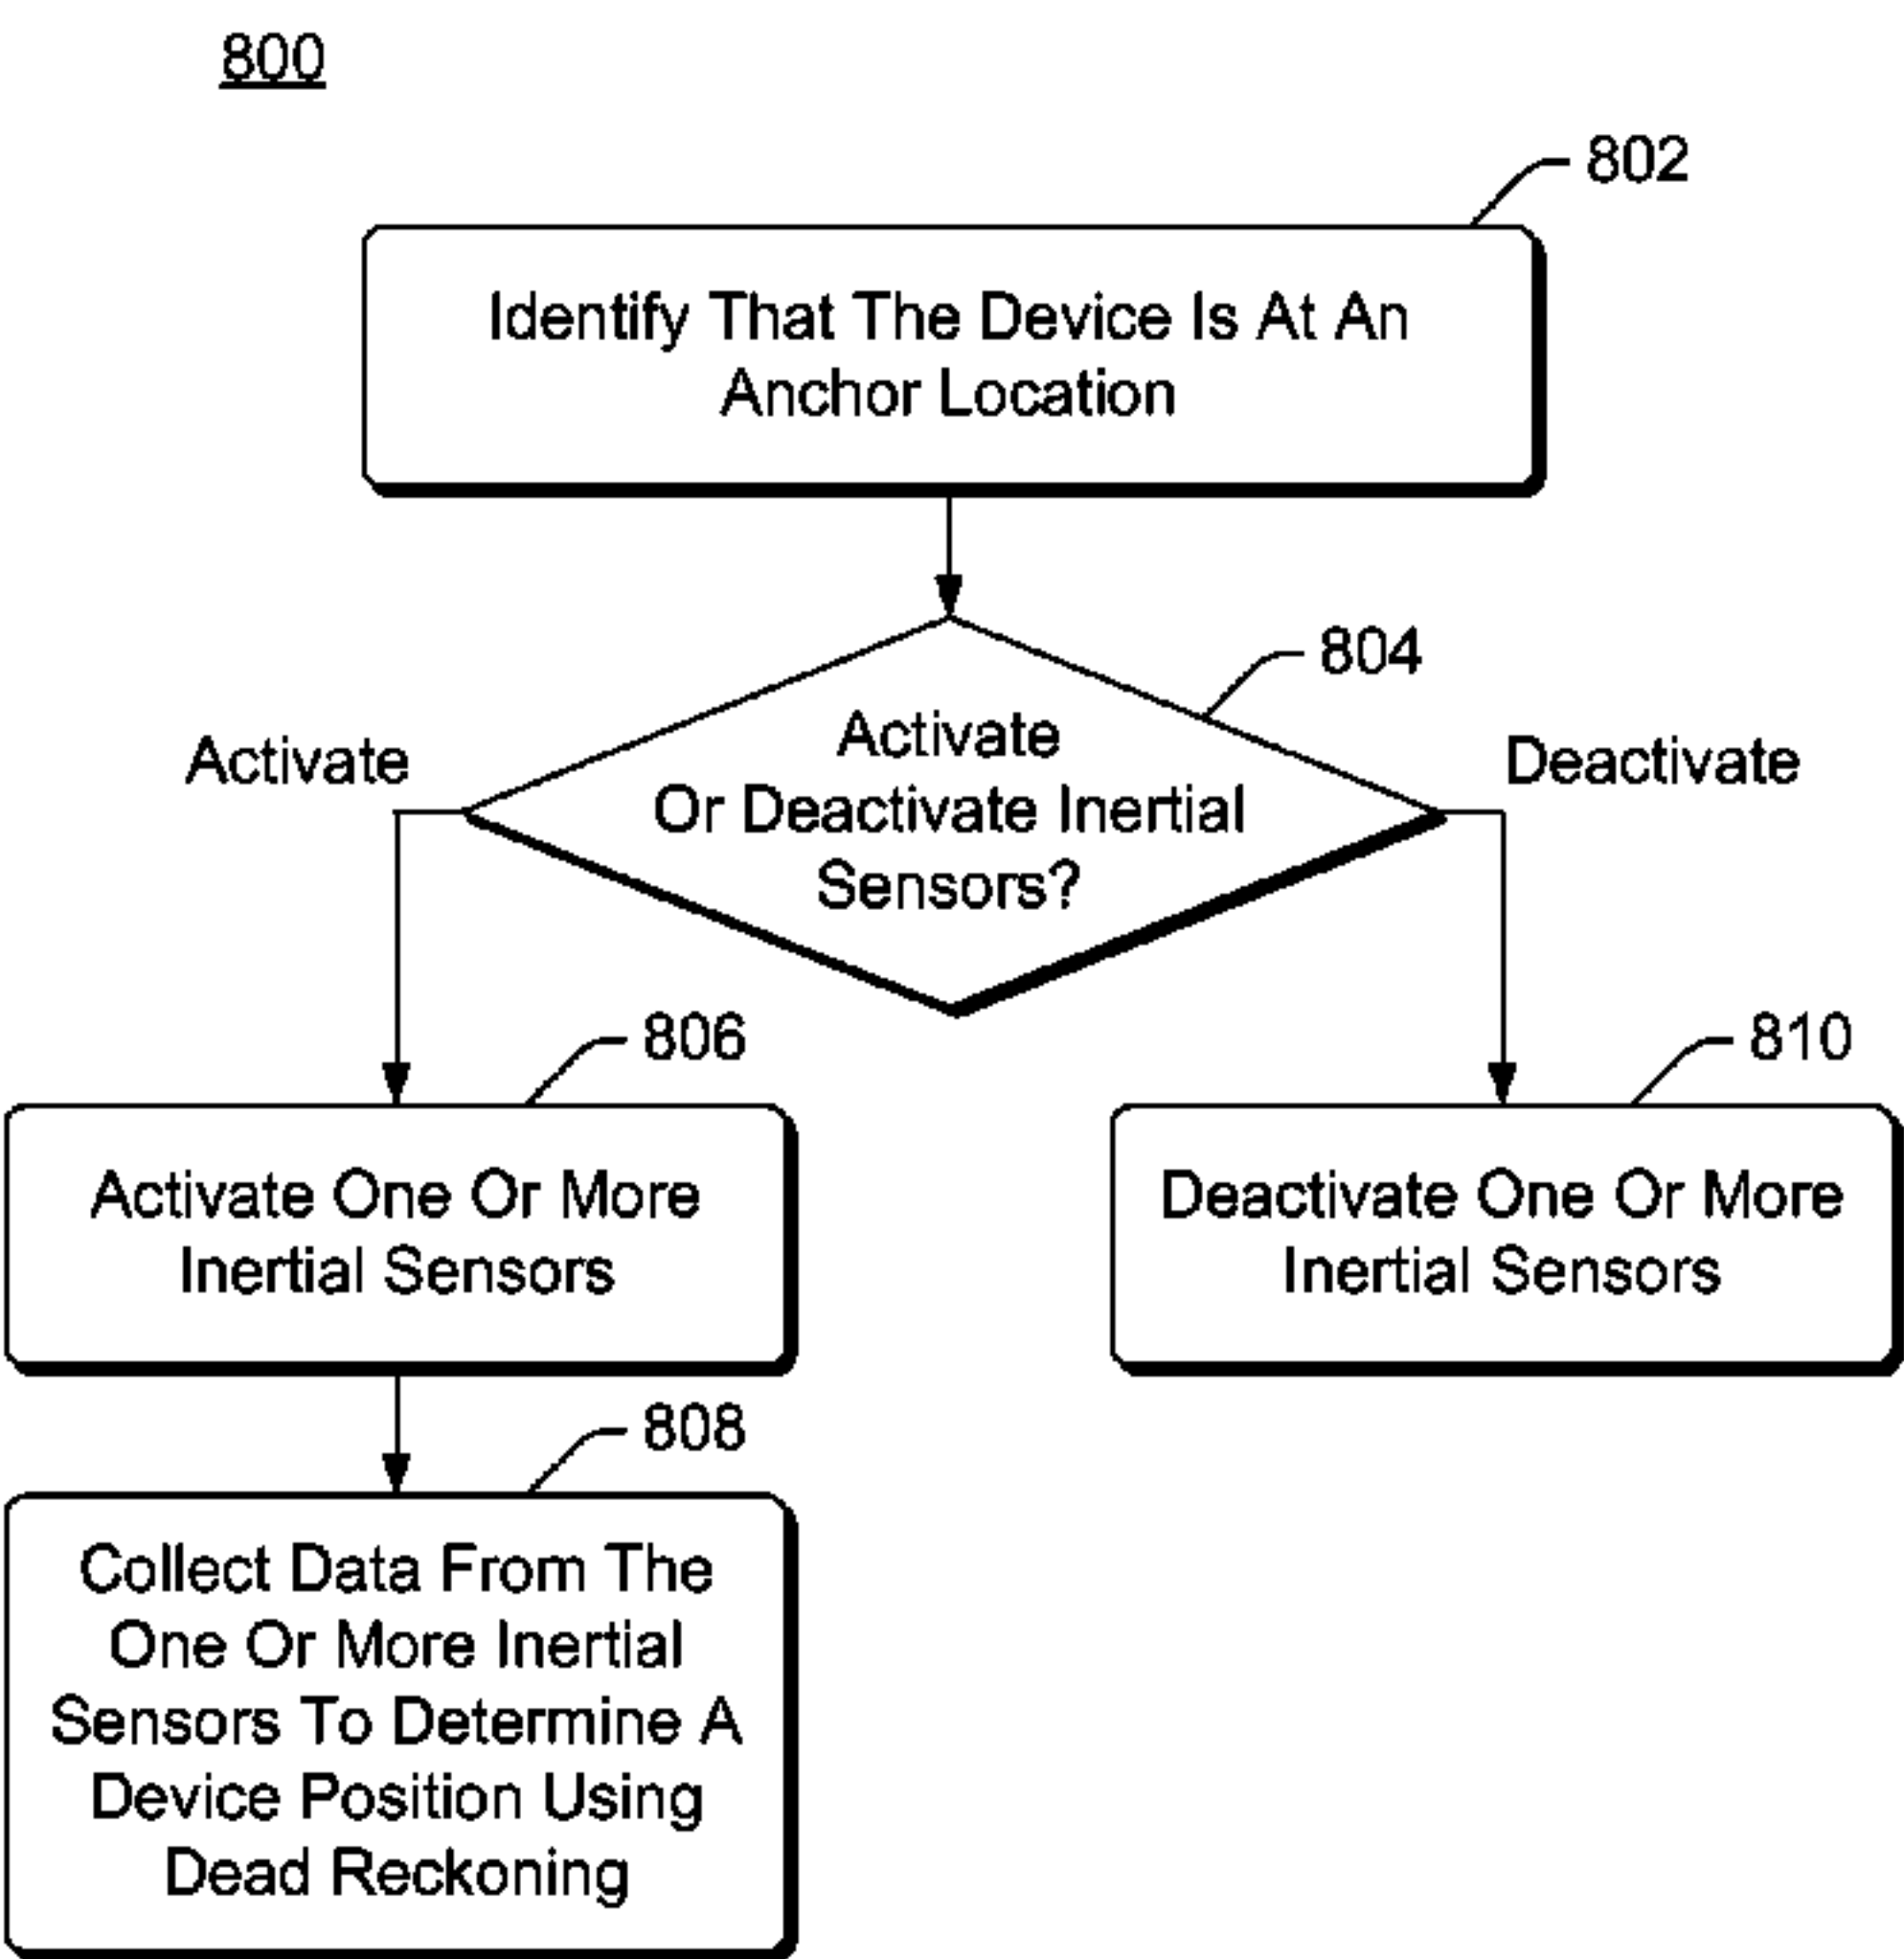 800
802
Identify That The Device Is At An
Anchor Location
804
Activate
Or Deactivate Inertial
Sensors?
Activate
Deactivate
806
Activate One Or More
Inertial Sensors
810
Deactivate One Or More
Inertial Sensors
808
Collect Data From The
One Or More Inertial
Sensors To Determine A
Device Position Using
Dead Reckoning